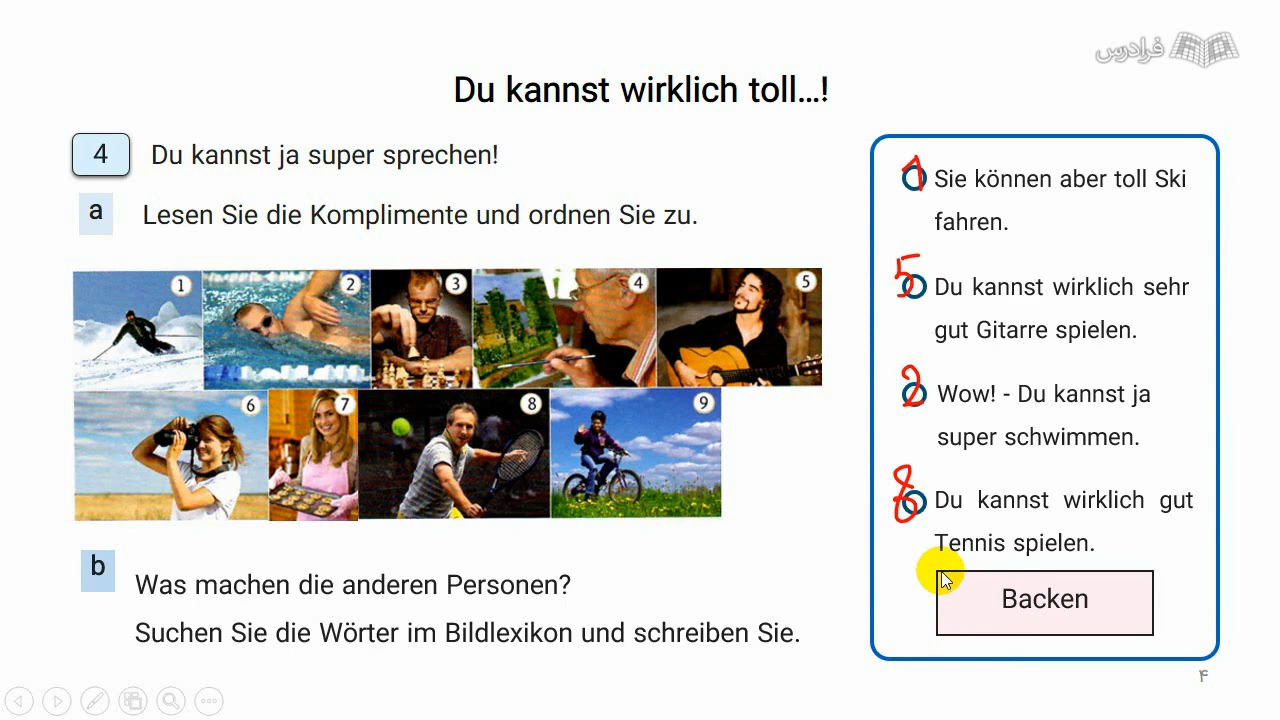 فرادرس
Du kannst wirklich toll...!
4 Du kannst ja super sprechen!
a Lesen Sie die Komplimente und ordnen Sie zu.
1 2 3 4 5
6 7 8 9
b Was machen die anderen Personen?
Suchen Sie die Wörter im Bildlexikon und schreiben Sie.
1 Sie können aber toll Ski
fahren.
5 Du kannst wirklich sehr
gut Gitarre spielen.
2 Wow! - Du kannst ja
super schwimmen.
8 Du kannst wirklich gut
Tennis spielen.
Backen
۴